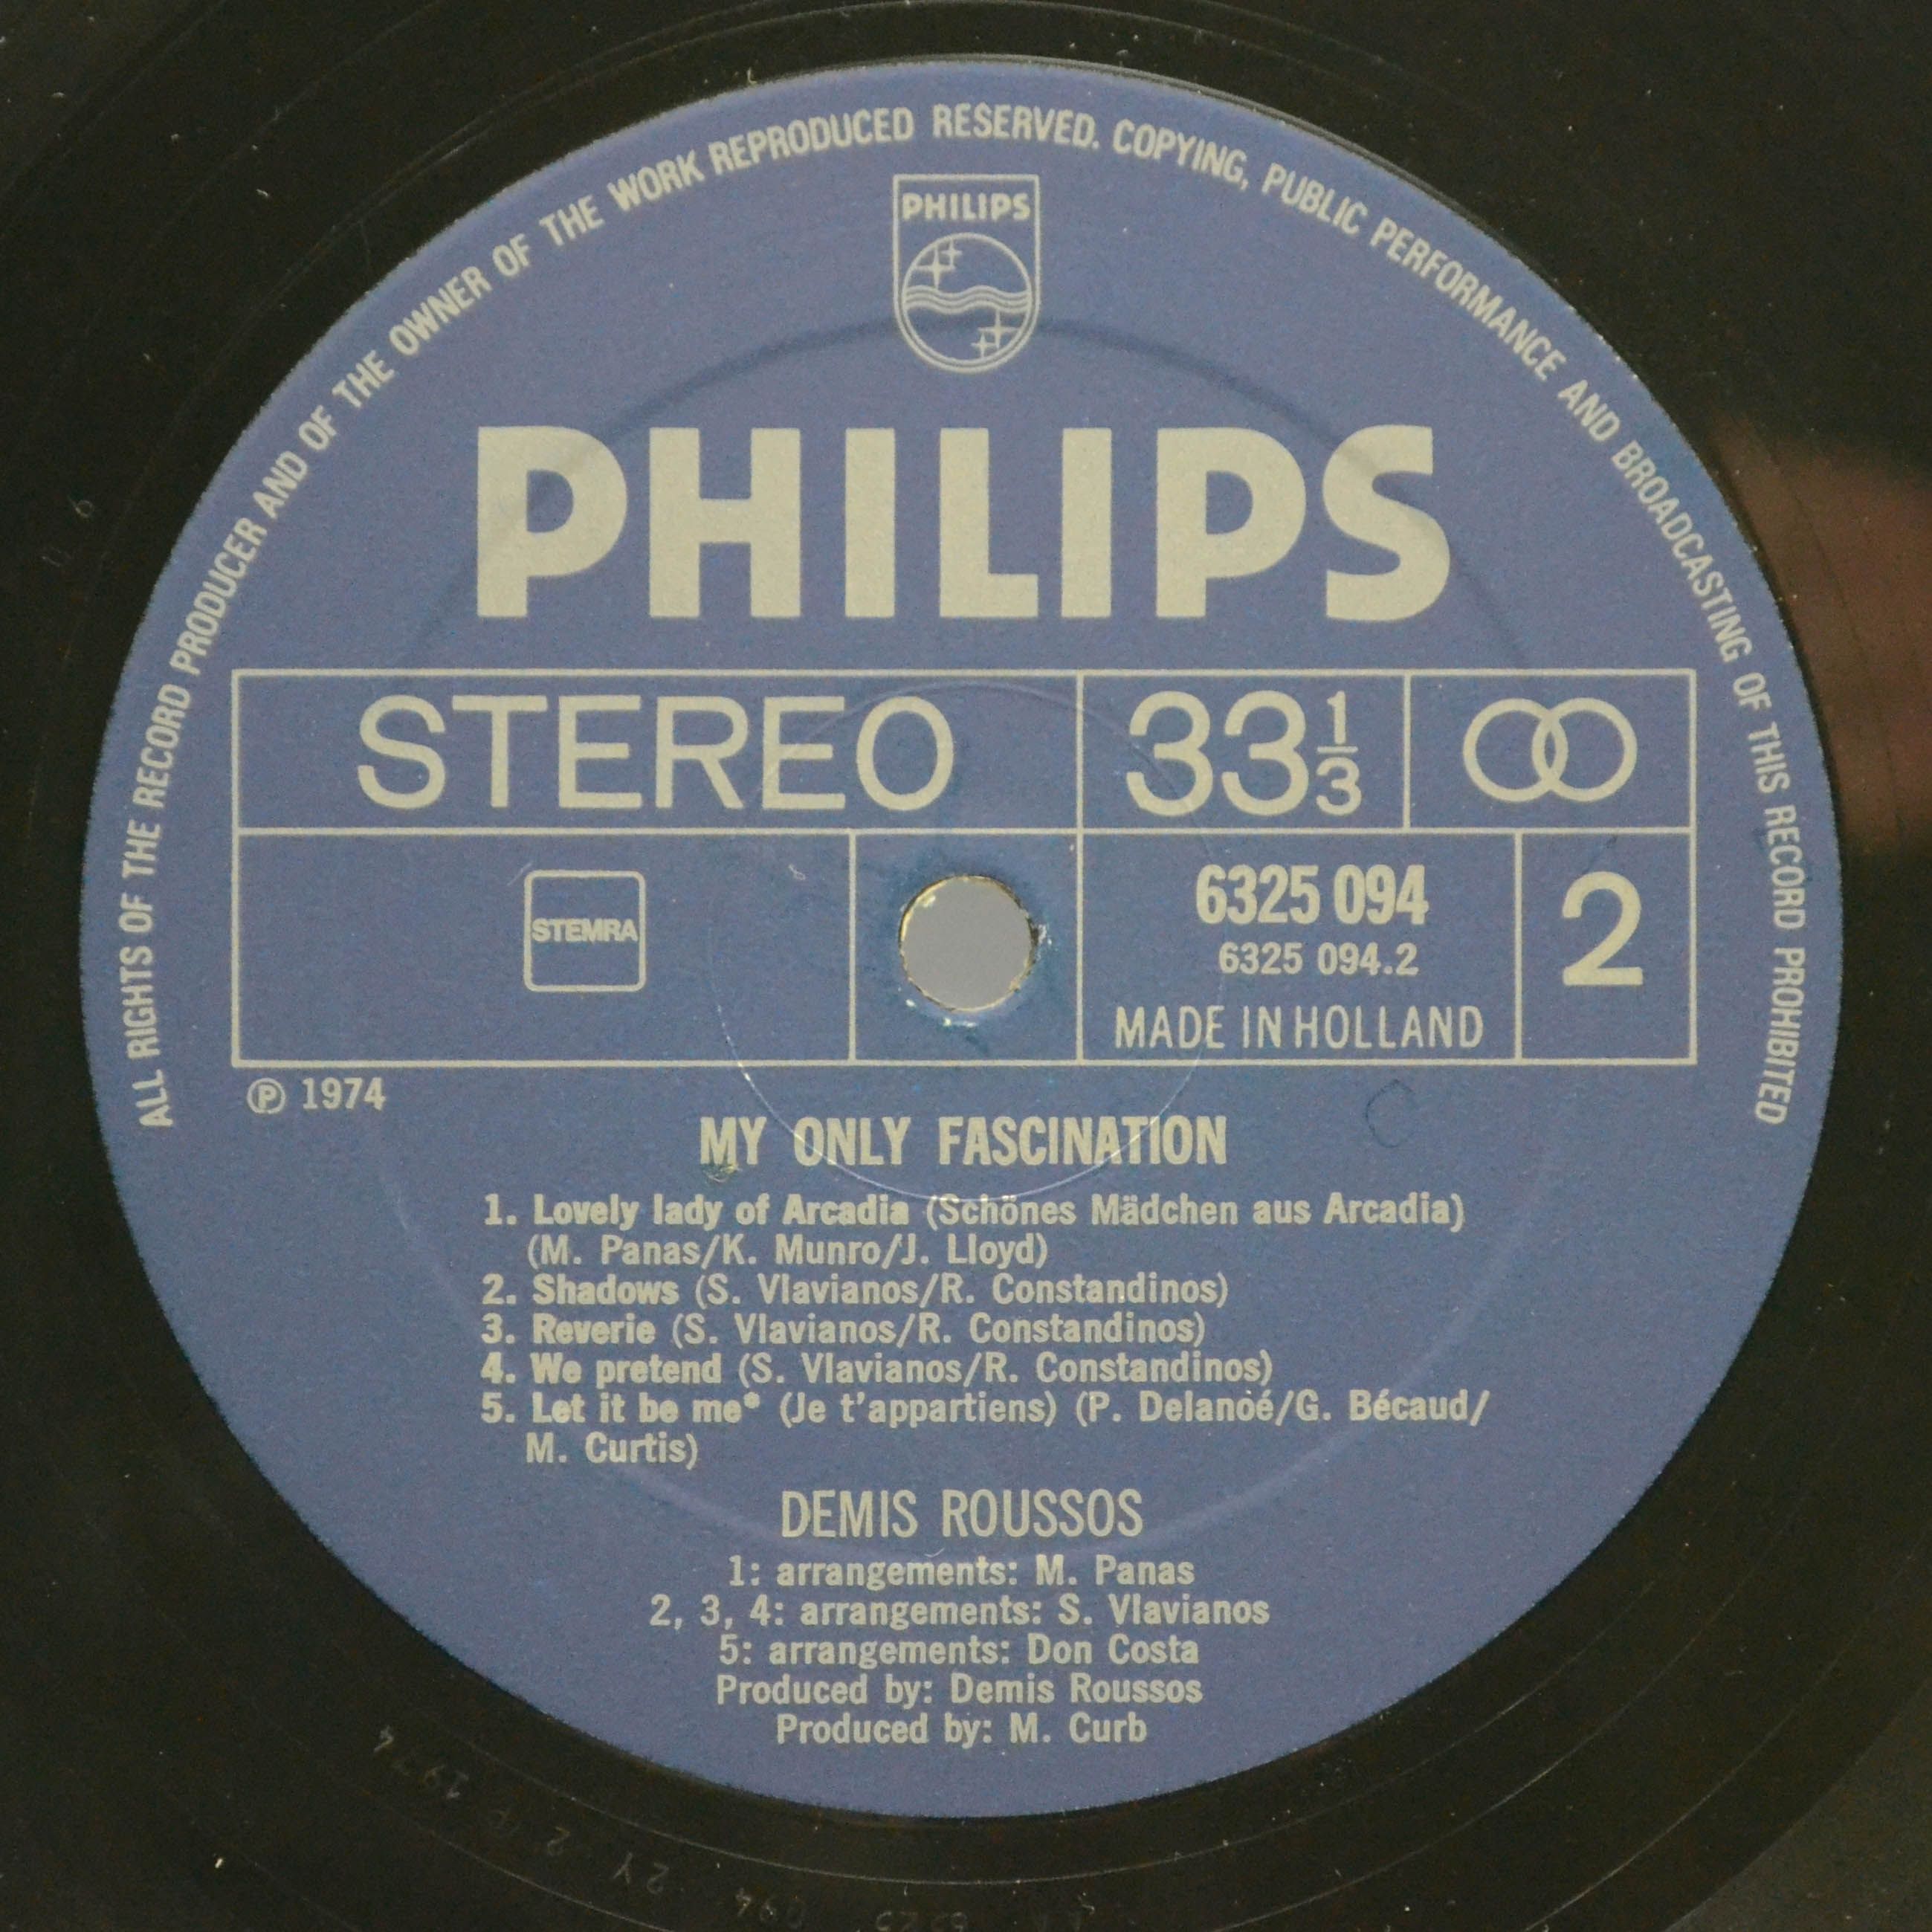 ALL RIGHTS OF THE RECORD PRODUCER AND OF THE OWNER OF THE WORK REPRODUCED RESERVED. COPYING, PUBLIC PERFORMANCE AND BROADCASTING OF THIS RECORD PROHIBITED
PHILIPS
PHILIPS
STEREO
33 1/3
STEMRA
6325 094
6325 094.2
MADE IN HOLLAND
2
Ⓟ 1974
MY ONLY FASCINATION
1. Lovely lady of Arcadia (Schönes Mädchen aus Arcadia)
(M. Panas/K. Munro/J. Lloyd)
2. Shadows (S. Vlavianos/R. Constandinos)
3. Reverie (S. Vlavianos/R. Constandinos)
4. We pretend (S. Vlavianos/R. Constandinos)
5. Let it be me* (Je t'appartiens) (P. Delanoé/G. Bécaud/
M. Curtis)
DEMIS ROUSSOS
1: arrangements: M. Panas
2, 3, 4: arrangements: S. Vlavianos
5: arrangements: Don Costa
Produced by: Demis Roussos
Produced by: M. Curb